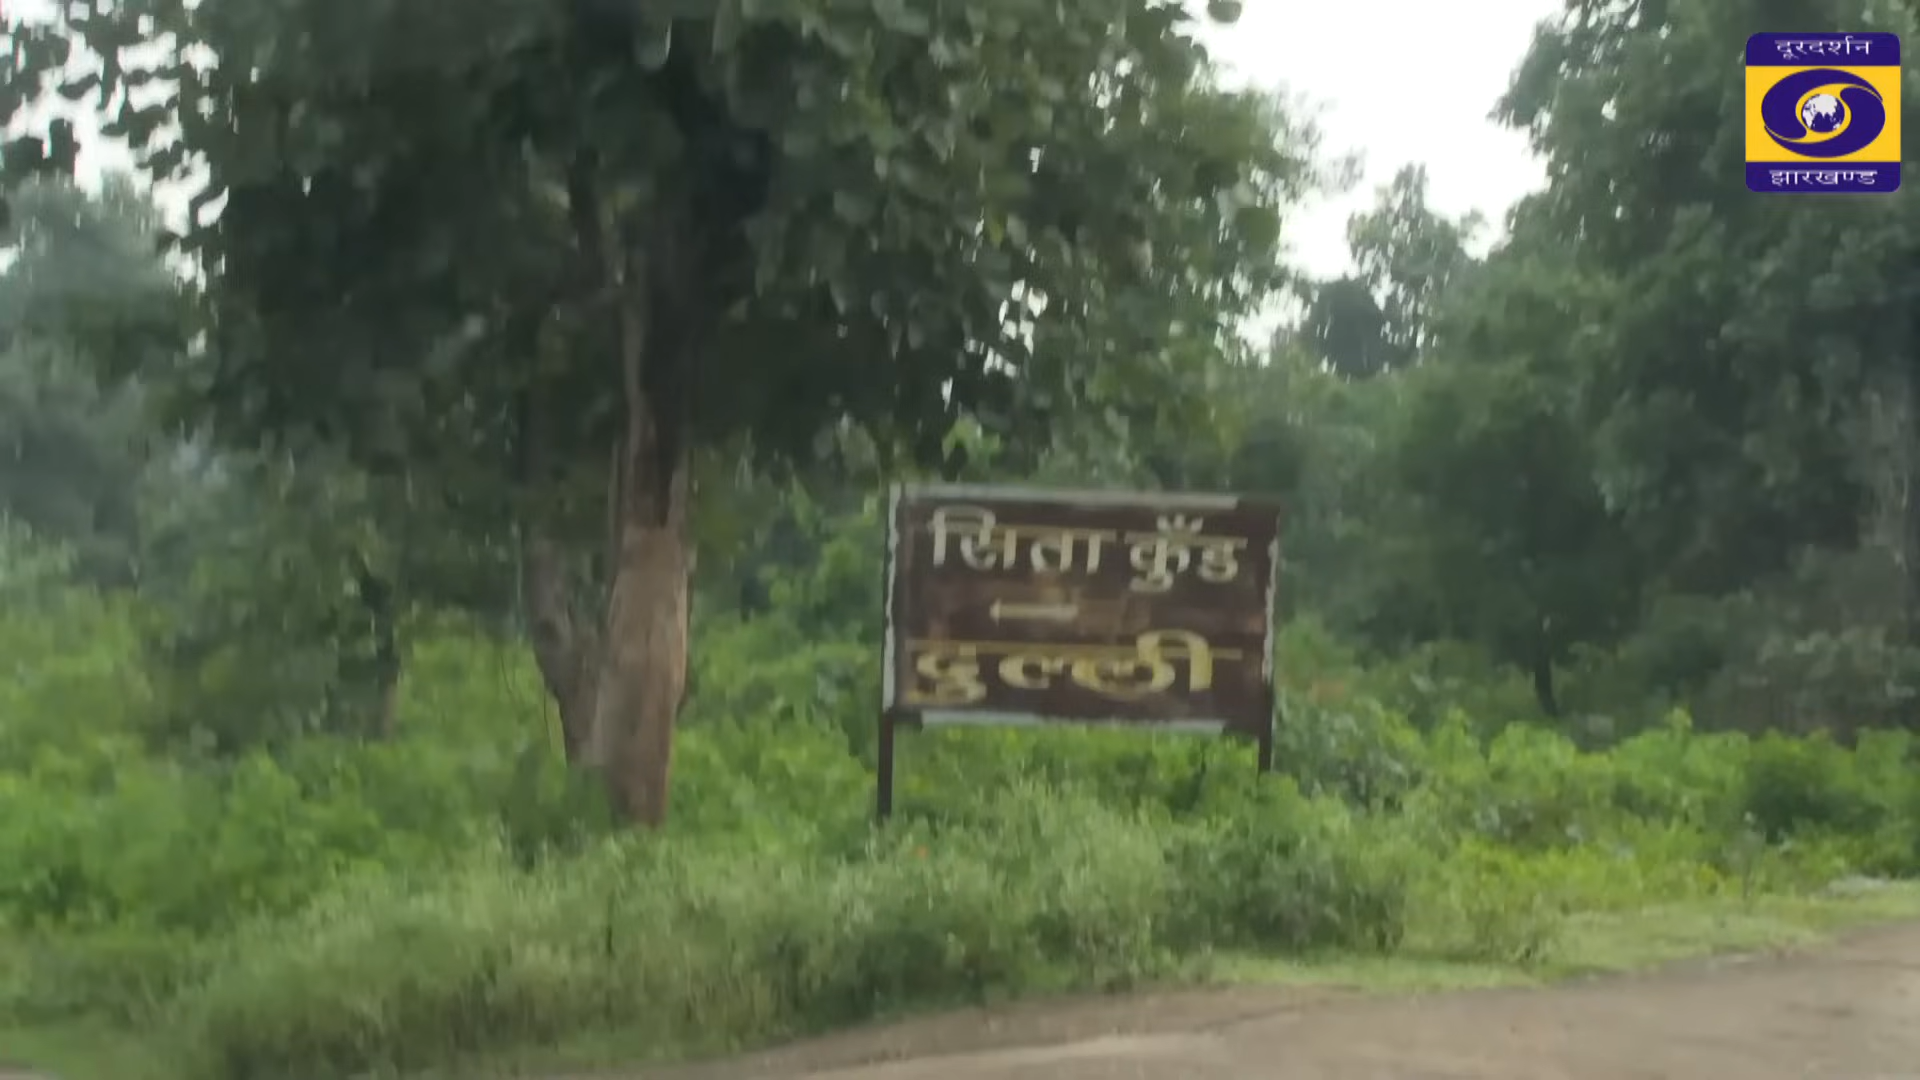 दूरदर्शन
झारखण्ड
सिता कुँड
दुल्ली